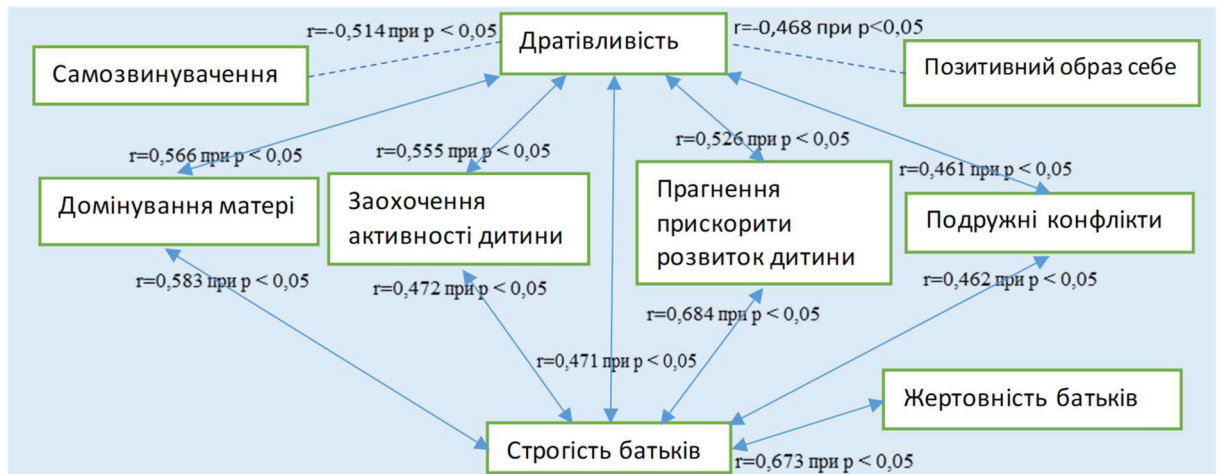 r=-0,514 при p < 0,05
Дратівливість
r=-0,468 при p<0,05
Самозвинувачення
Позитивний образ себе
r=0,566 при p < 0,05
r=0,555 при p < 0,05
r=0,526 при p < 0,05
r=0,461 при p < 0,05
Домінування матері
Заохочення
активності дитини
Прагнення
прискорити
розвиток дитини
Подружні конфлікти
r=0,583 при p < 0,05
r=0,472 при p < 0,05
r=0,462 при p < 0,05
r=0,684 при p < 0,05
r=0,471 при p < 0,05
Жертовність батьків
Строгість батьків
r=0,673 при p < 0,05